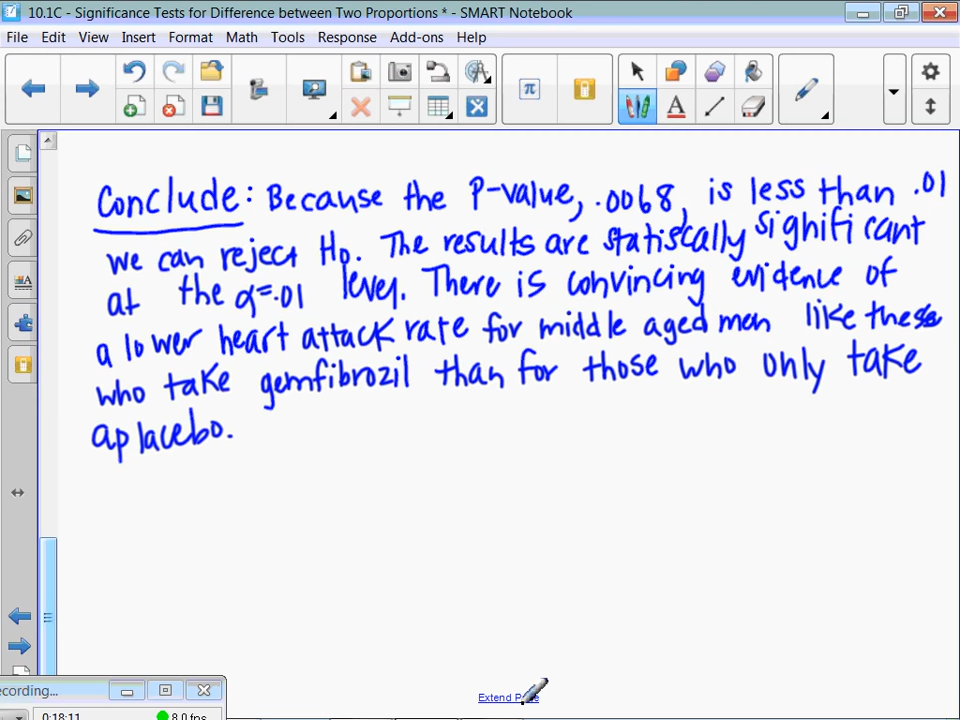 10.1C - Significance Tests for Difference between Two Proportions * - SMART Notebook
File Edit View Insert Format Math Tools Response Add-ons Help
Conclude: Because the P-value, .0068, is less than .01
we can reject H0. The results are statiscally significant
at the α=.01 level. There is convincing evidence of
a lower heart attack rate for middle aged men like these
who take gemfibrozil than for those who only take
a placebo.
Extend
ecording...
0:18:11 8.0 fps